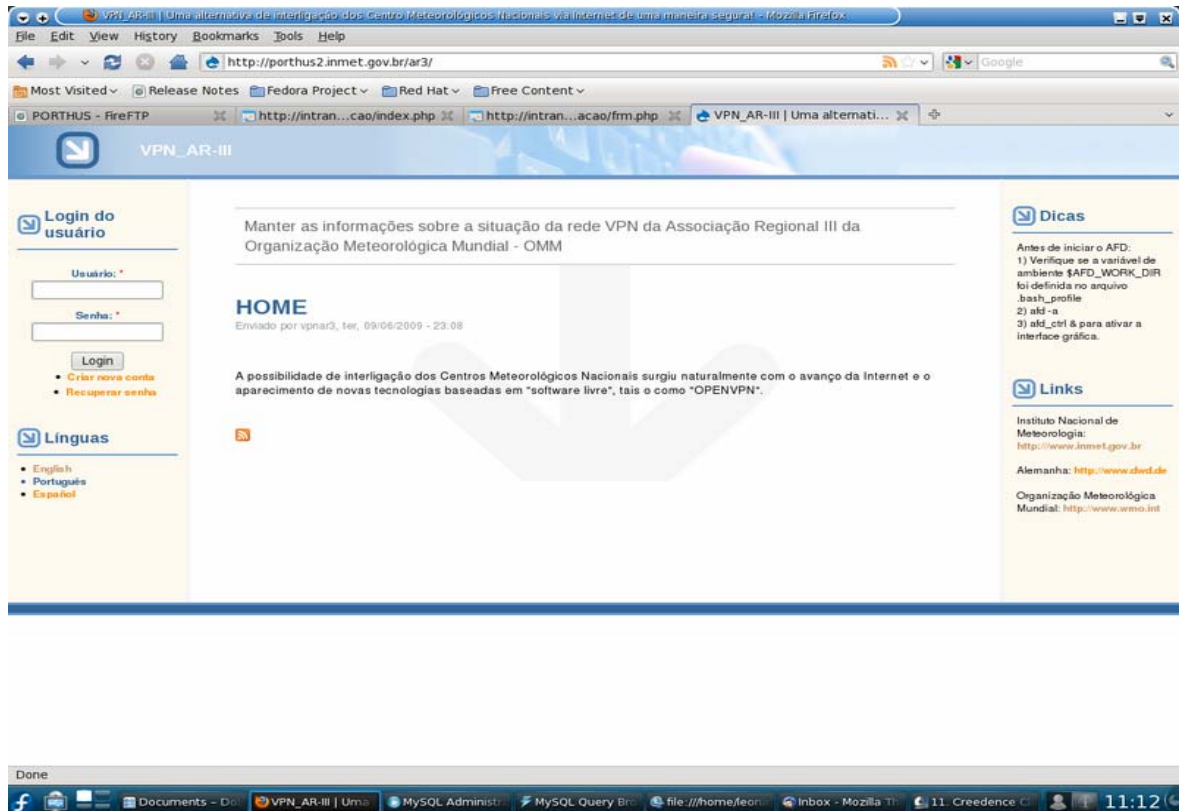 VPN_AR-III | Uma alternativa de interligação dos Centro Meteorológicos Nacionais via Internet de uma maneira segura! - Mozilla Firefox
File Edit View History Bookmarks Tools Help
http://porthus2.inmet.gov.br/ar3/
Google
Most Visited Release Notes Fedora Project Red Hat Free Content
PORTHUS - FireFTP http://intran...cao/index.php http://intran...acao/frm.php VPN_AR-III | Uma alternati...
VPN_AR-III
Login do
usuário
Usuário: *
Senha: *
Login
Criar nova conta
Recuperar senha
Línguas
English
Português
Español
Manter as informações sobre a situação da rede VPN da Associação Regional III da
Organização Meteorológica Mundial - OMM
HOME
Enviado por vpnar3, ter, 09/06/2009 - 23:08
A possibilidade de interligação dos Centros Meteorológicos Nacionais surgiu naturalmente com o avanço da Internet e o
aparecimento de novas tecnologias baseadas em "software livre", tais o como "OPENVPN".
Dicas
Antes de iniciar o AFD:
1) Verifique se a variável de
ambiente $AFD_WORK_DIR
foi definida no arquivo
.bash_profile
2) afd -a
3) afd_ctrl & para ativar a
interface gráfica.
Links
Instituto Nacional de
Meteorologia:
http:///www.inmet.gov.br
Alemanha: http://www.dwd.de
Organização Meteorológica
Mundial: http://www.wmo.int
Done
Documents - Do VPN_AR-III | Uma MySQL Administr MySQL Query Bro file:///home/leon Inbox - Mozilla Th 11. Creedence C 11:12